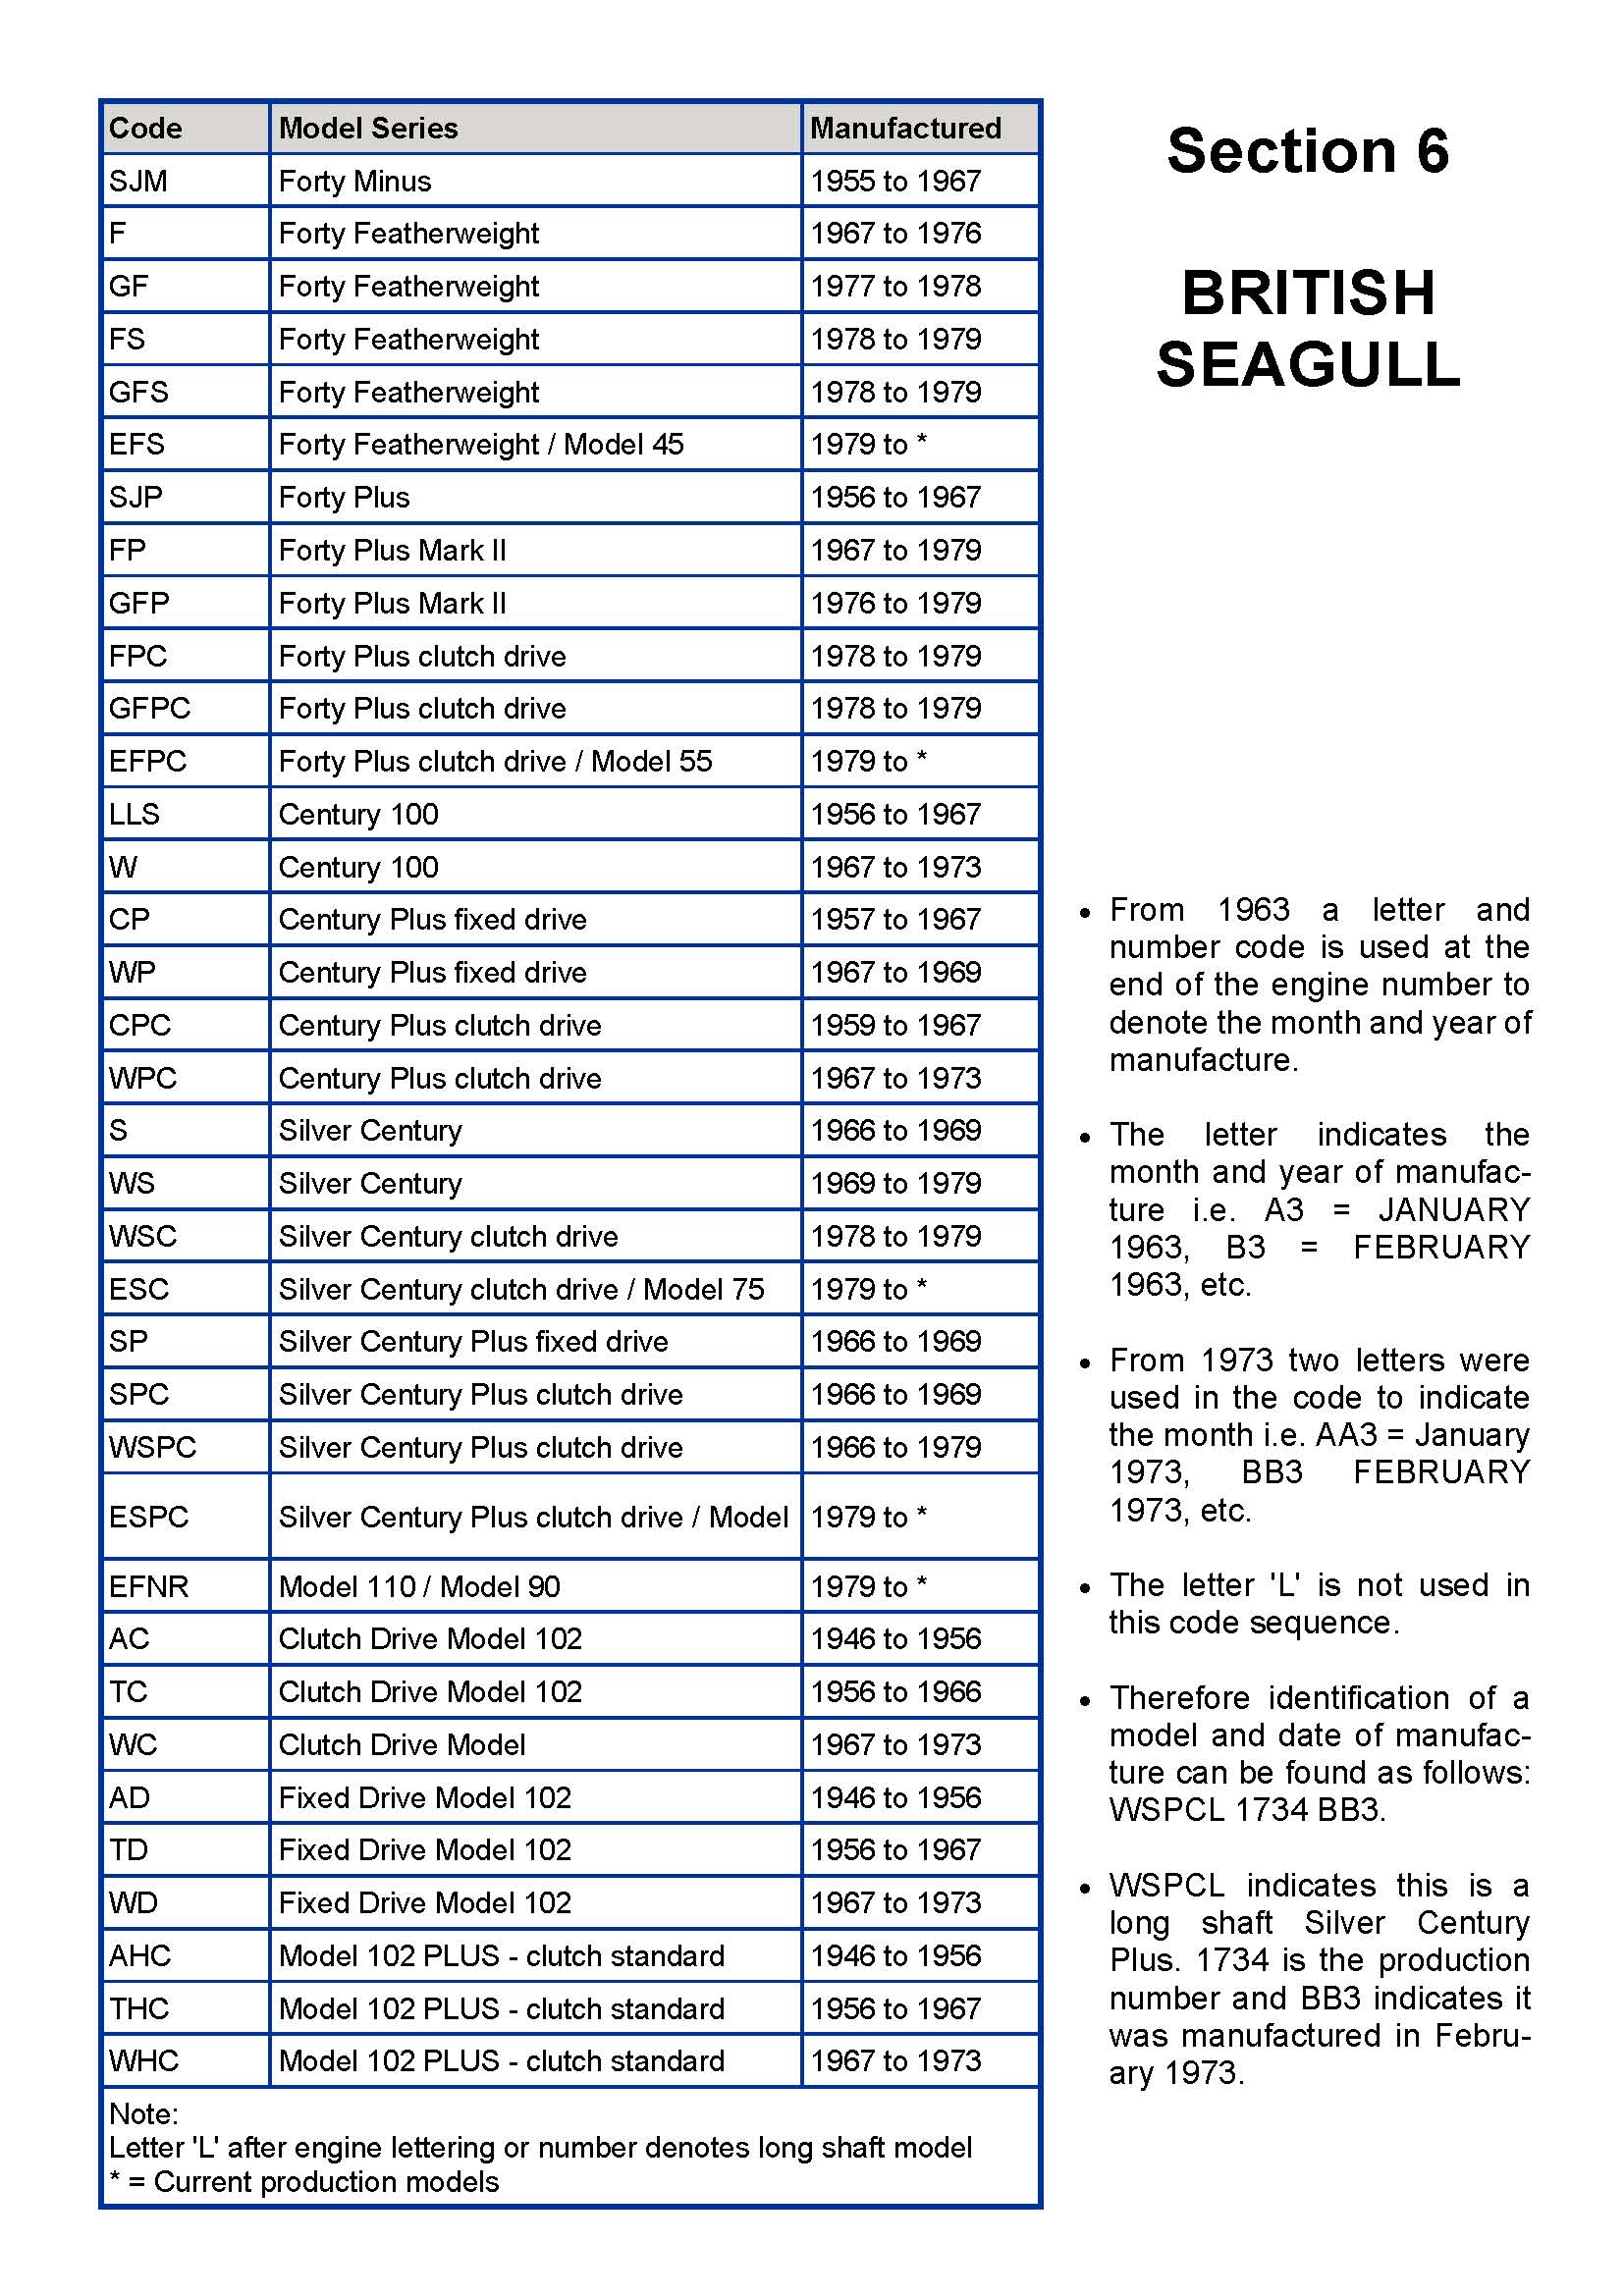 Code Model Series Manufactured
SJM Forty Minus 1955 to 1967
F Forty Featherweight 1967 to 1976
GF Forty Featherweight 1977 to 1978
FS Forty Featherweight 1978 to 1979
GFS Forty Featherweight 1978 to 1979
EFS Forty Featherweight / Model 45 1979 to *
SJP Forty Plus 1956 to 1967
FP Forty Plus Mark II 1967 to 1979
GFP Forty Plus Mark II 1976 to 1979
FPC Forty Plus clutch drive 1978 to 1979
GFPC Forty Plus clutch drive 1978 to 1979
EFPC Forty Plus clutch drive / Model 55 1979 to *
LLS Century 100 1956 to 1967
W Century 100 1967 to 1973
CP Century Plus fixed drive 1957 to 1967
WP Century Plus fixed drive 1967 to 1969
CPC Century Plus clutch drive 1959 to 1967
WPC Century Plus clutch drive 1967 to 1973
S Silver Century 1966 to 1969
WS Silver Century 1969 to 1979
WSC Silver Century clutch drive 1978 to 1979
ESC Silver Century clutch drive / Model 75 1979 to *
SP Silver Century Plus fixed drive 1966 to 1969
SPC Silver Century Plus clutch drive 1966 to 1969
WSPC Silver Century Plus clutch drive 1966 to 1979
ESPC Silver Century Plus clutch drive / Model 1979 to *
EFNR Model 110 / Model 90 1979 to *
AC Clutch Drive Model 102 1946 to 1956
TC Clutch Drive Model 102 1956 to 1966
WC Clutch Drive Model 1967 to 1973
AD Fixed Drive Model 102 1946 to 1956
TD Fixed Drive Model 102 1956 to 1967
WD Fixed Drive Model 102 1967 to 1973
AHC Model 102 PLUS - clutch standard 1946 to 1956
THC Model 102 PLUS - clutch standard 1956 to 1967
WHC Model 102 PLUS - clutch standard 1967 to 1973
Note:
Letter 'L' after engine lettering or number denotes long shaft model
* = Current production models
Section 6
BRITISH
SEAGULL
• From 1963 a letter and
number code is used at the
end of the engine number to
denote the month and year of
manufacture.
• The letter indicates the
month and year of manufac-
ture i.e. A3 = JANUARY
1963, B3 = FEBRUARY
1963, etc.
• From 1973 two letters were
used in the code to indicate
the month i.e. AA3 = January
1973, BB3 FEBRUARY
1973, etc.
• The letter 'L' is not used in
this code sequence.
• Therefore identification of a
model and date of manufac-
ture can be found as follows:
WSPCL 1734 BB3.
• WSPCL indicates this is a
long shaft Silver Century
Plus. 1734 is the production
number and BB3 indicates it
was manufactured in Febru-
ary 1973.